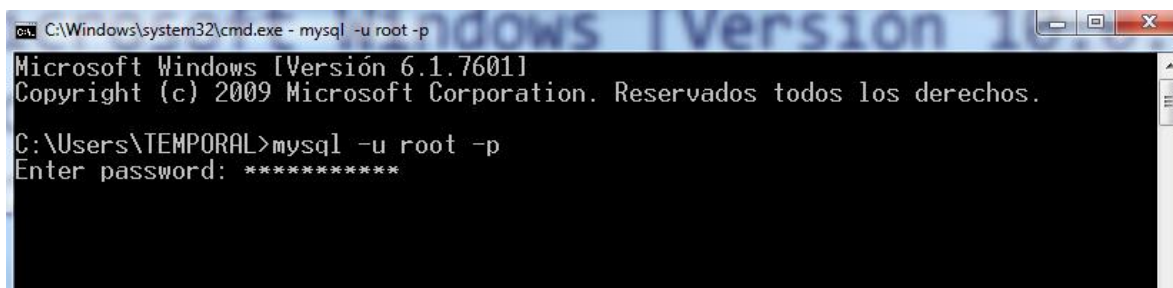 C:\Windows\system32\cmd.exe - mysql -u root -p
Microsoft Windows [Versión 6.1.7601]
Copyright (c) 2009 Microsoft Corporation. Reservados todos los derechos.
C:\Users\TEMPORAL>mysql -u root -p
Enter password: ***********